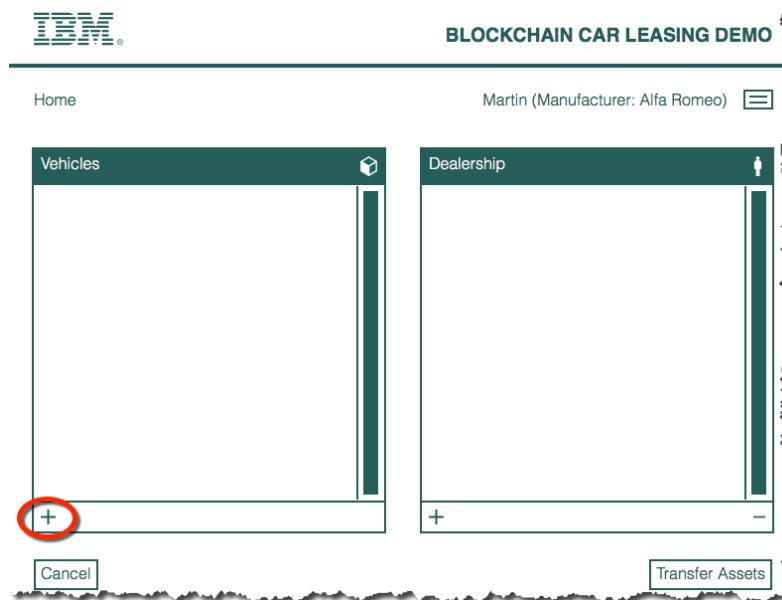 IBM®
BLOCKCHAIN CAR LEASING DEMO
Home
Martin (Manufacturer: Alfa Romeo)
Vehicles
Dealership
+
+ −
Cancel
Transfer Assets